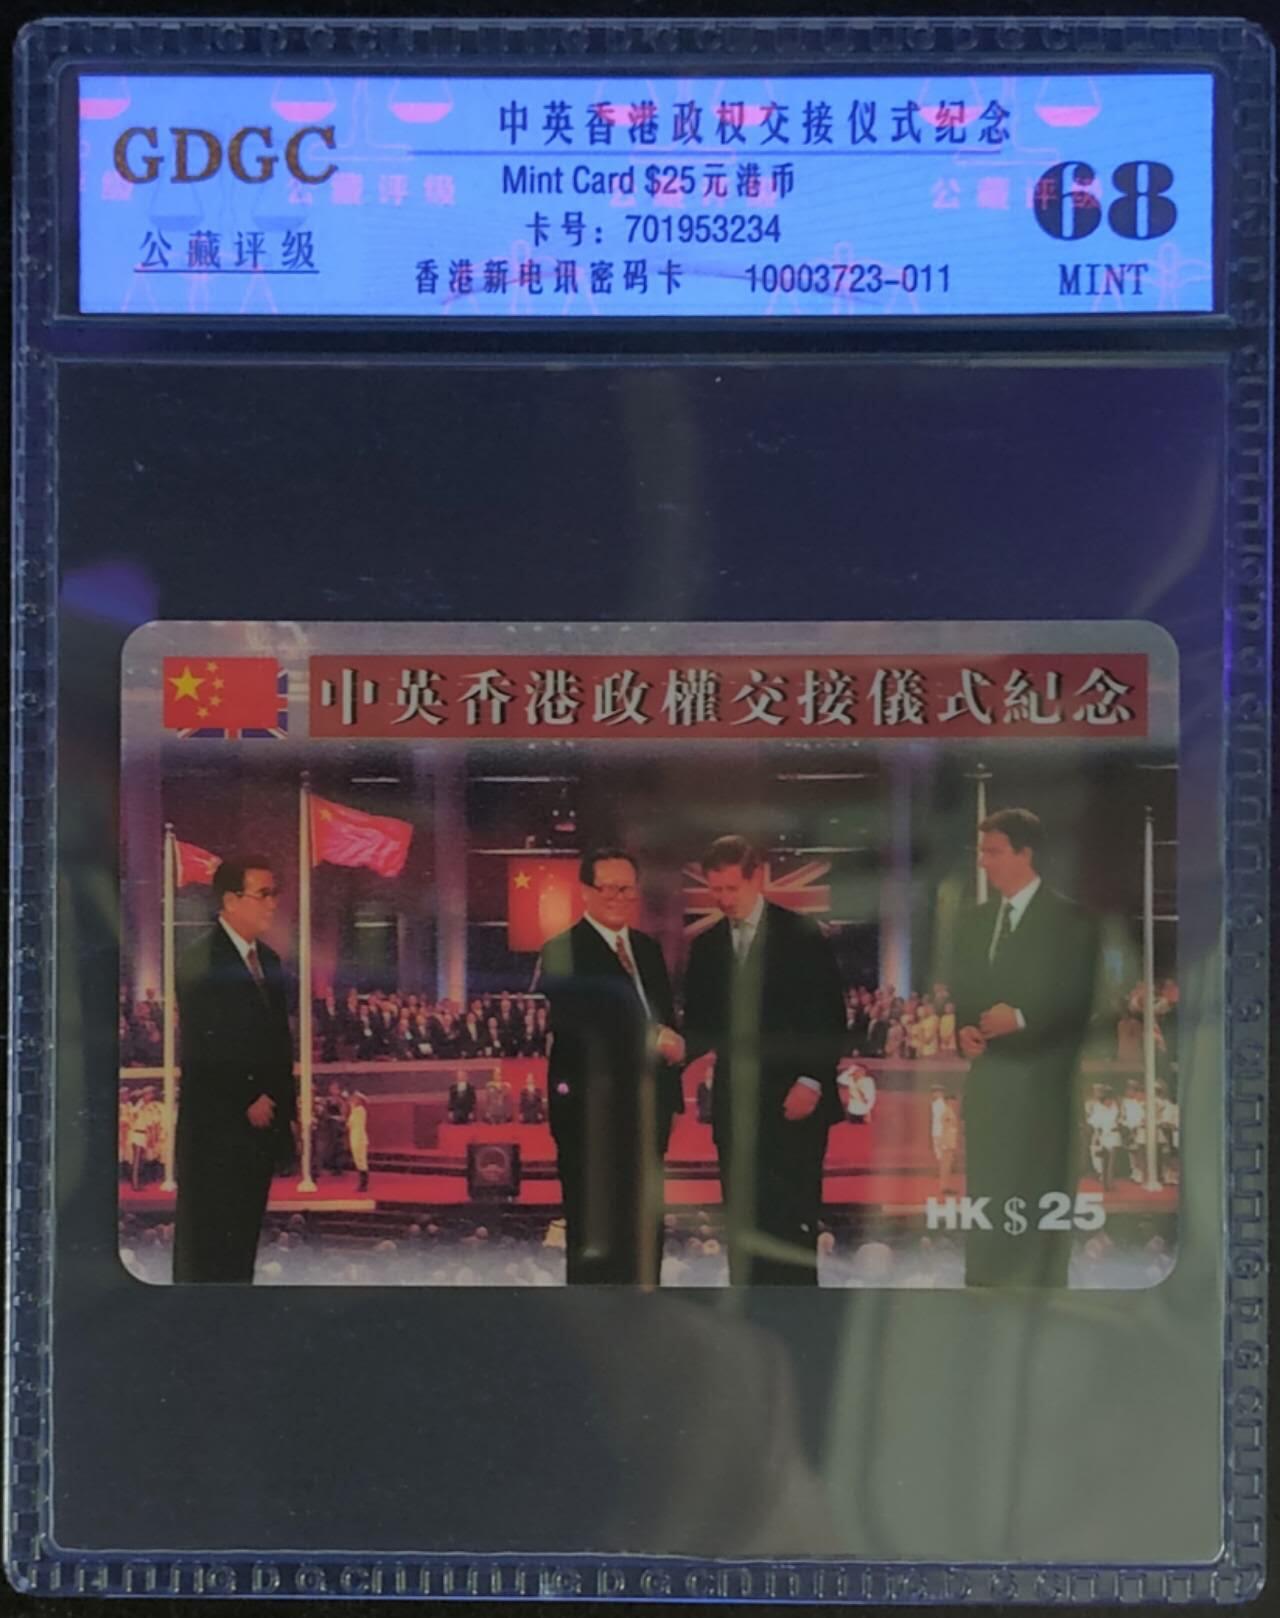 GDGC
公藏评级
中英香港政权交接仪式纪念
Mint Card $25元港币
卡号：701953234
香港新电讯密码卡 10003723-011
68
MINT
中英香港政權交接儀式紀念
HK $ 25